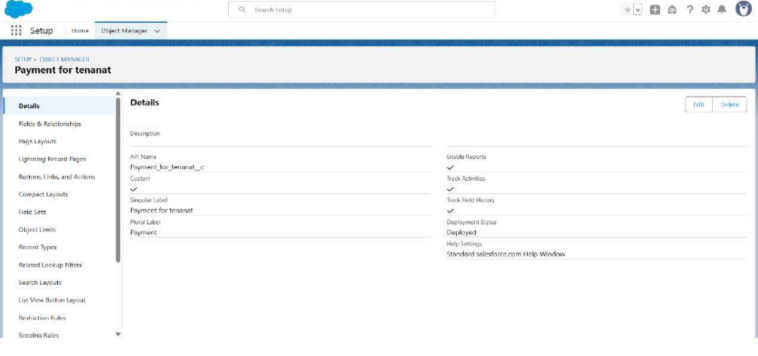 Search Setup
Setup Home Object Manager
SETUP > OBJECT MANAGER
Payment for tenanat
Details
Fields & Relationships
Page Layouts
Lightning Record Pages
Buttons, Links, and Actions
Compact Layouts
Field Sets
Object Limits
Record Types
Related Lookup Filters
Search Layouts
List View Button Layout
Restriction Rules
Scoping Rules
Details
Edit Delete
Description
API Name
Payment_for_tenanat__c
Custom
Singular Label
Payment for tenanat
Plural Label
Payment
Enable Reports
Track Activities
Track Field History
Deployment Status
Deployed
Help Settings
Standard salesforce.com Help Window